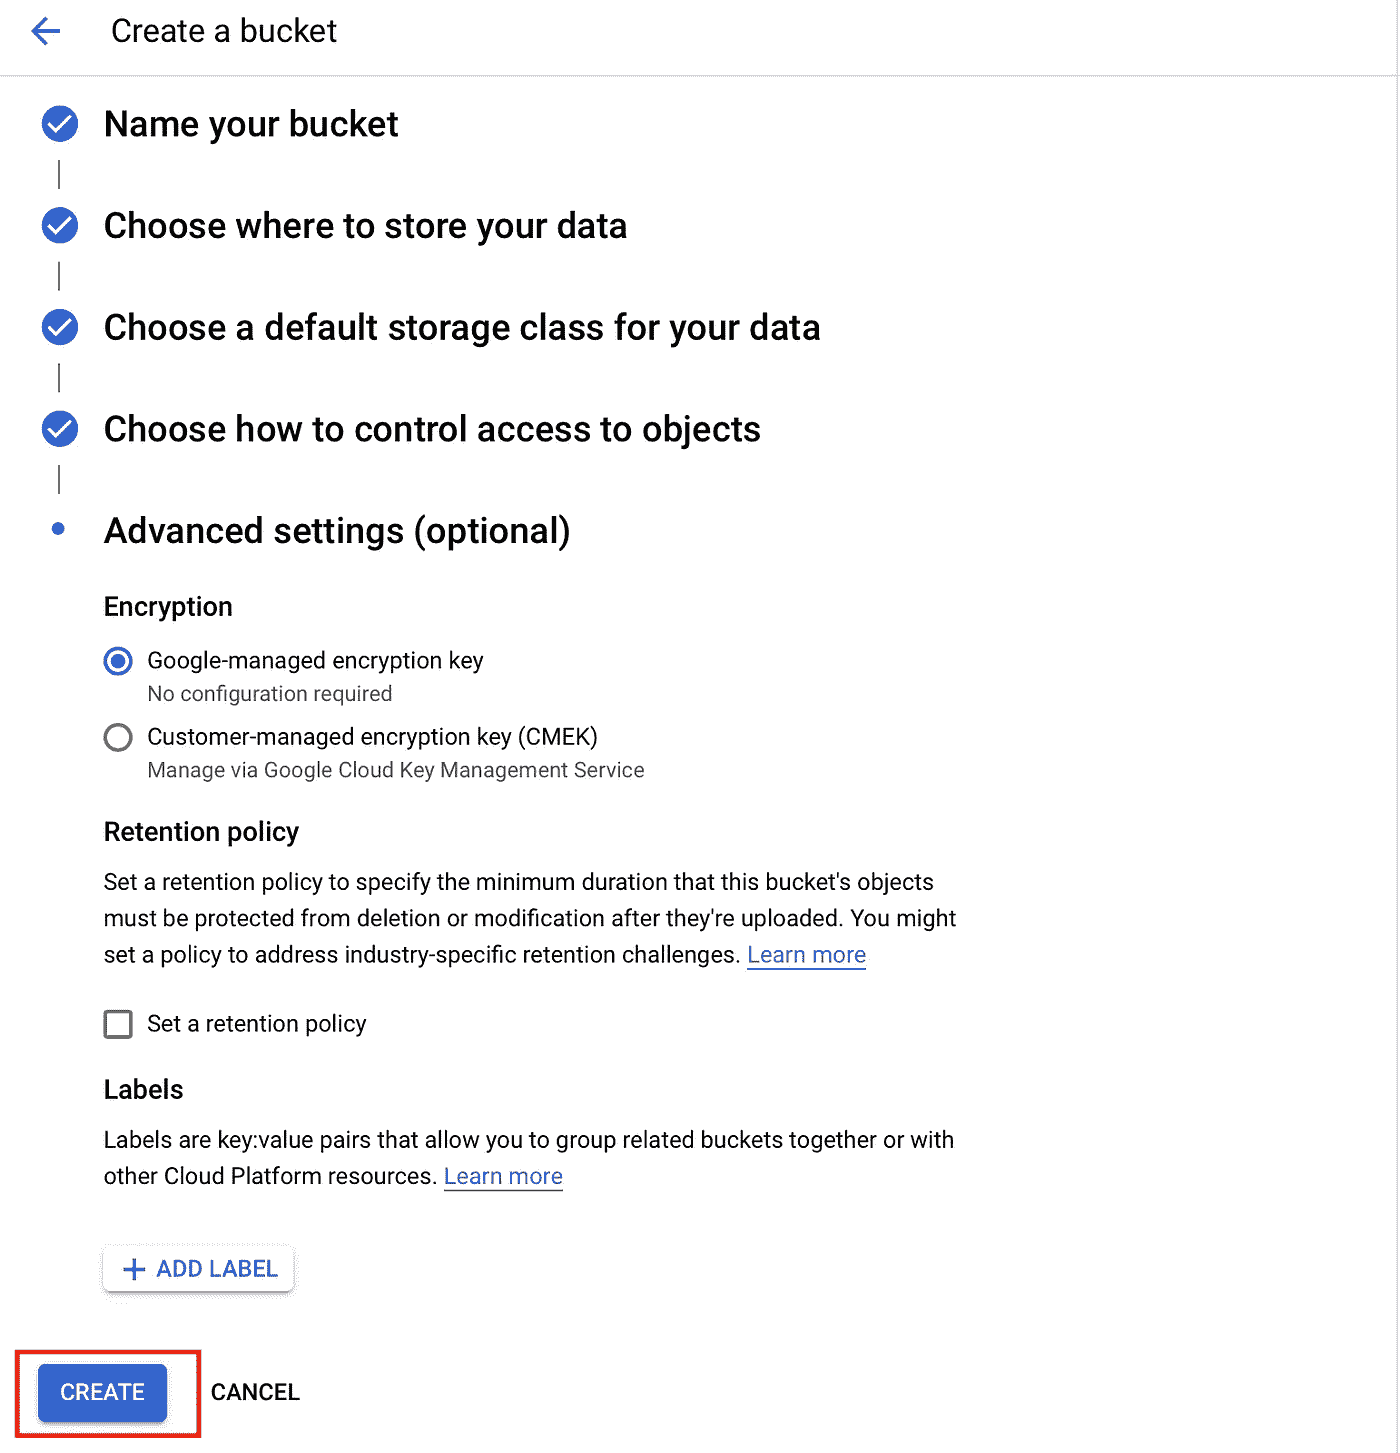 Create a bucket
Name your bucket
Choose where to store your data
Choose a default storage class for your data
Choose how to control access to objects
Advanced settings (optional)
Encryption
Google-managed encryption key
No configuration required
Customer-managed encryption key (CMEK)
Manage via Google Cloud Key Management Service
Retention policy
Set a retention policy to specify the minimum duration that this bucket's objects
must be protected from deletion or modification after they're uploaded. You might
set a policy to address industry-specific retention challenges. Learn more
Set a retention policy
Labels
Labels are key:value pairs that allow you to group related buckets together or with
other Cloud Platform resources. Learn more
+ ADD LABEL
CREATE CANCEL